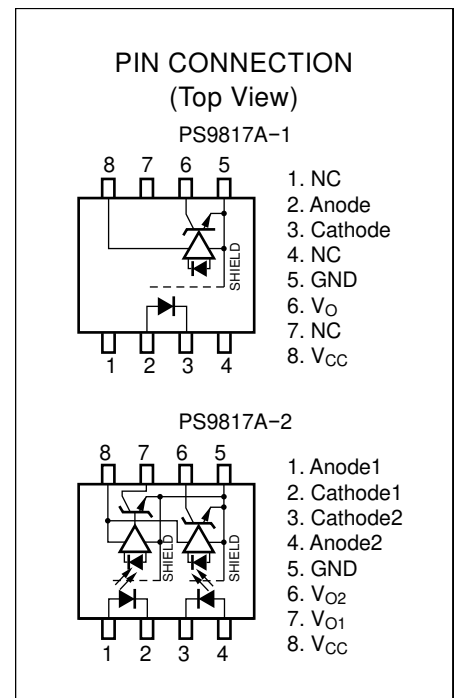 PIN CONNECTION
(Top View)
PS9817A−1
8 7 6 5
SHIELD
1 2 3 4
1. NC
2. Anode
3. Cathode
4. NC
5. GND
6. VO
7. NC
8. VCC
PS9817A−2
8 7 6 5
SHIELD SHIELD
1 2 3 4
1. Anode1
2. Cathode1
3. Cathode2
4. Anode2
5. GND
6. VO2
7. VO1
8. VCC